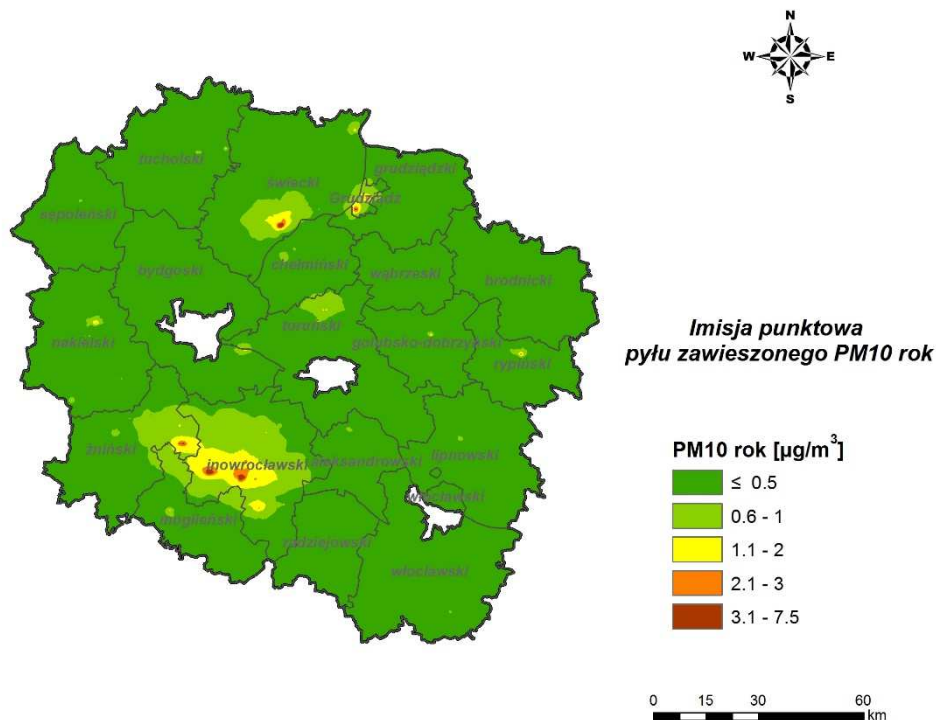 N
W E
S
tucholski
grudziądzki
świecki
Grudziądz
sępoleński
bydgoski
chełmiński
wąbrzeski
brodnicki
toruński
nakielski
golubsko-dobrzyński
rypiński
Imisja punktowa
pyłu zawieszonego PM10 rok
żniński
inowrocławski
aleksandrowski
lipnowski
mogileński
radziejowski
włocławski
PM10 rok [µg/m³]
≤ 0.5
0.6 - 1
1.1 - 2
2.1 - 3
3.1 - 7.5
0 15 30 60
km